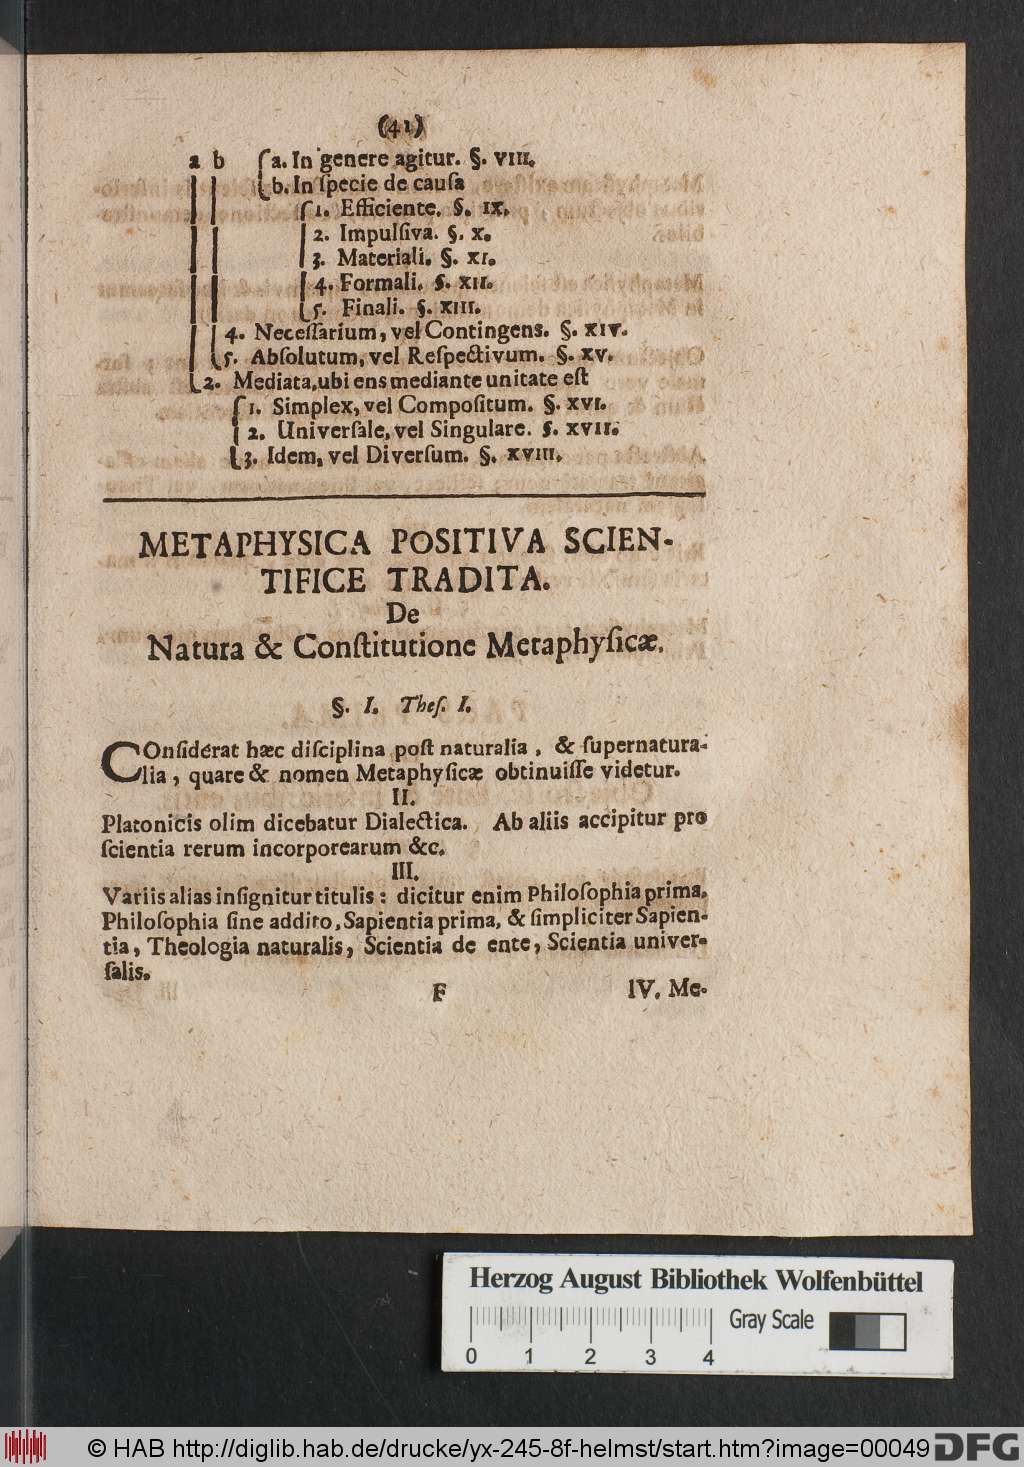 (41)
a b a. In genere agitur. §. VIII.
b. In ſpecie de cauſa
1. Efficiente. §. IX.
2. Impulſiva. §. X.
3. Materiali. §. XI.
4. Formali. §. XII.
5. Finali. §. XIII.
4. Neceſſarium, vel Contingens. §. XIV.
5. Abſolutum, vel Reſpectivum. §. XV.
2. Mediata, ubi ens mediante unitate eſt
1. Simplex, vel Compoſitum. §. XVI.
2. Univerſale, vel Singulare. §. XVII.
3. Idem, vel Diverſum. §. XVIII.
METAPHYSICA POSITIVA SCIEN-
TIFICE TRADITA.
De
Natura & Conſtitutione Metaphyſicæ.
§. I. Theſ. I.
COnſiderat hæc diſciplina poſt naturalia, & ſupernatura-
lia, quare & nomen Metaphyſicæ obtinuiſſe videtur.
II.
Platonicis olim dicebatur Dialectica. Ab aliis accipitur pro
ſcientia rerum incorporearum &c.
III.
Variis alias inſignitur titulis: dicitur enim Philoſophia prima,
Philoſophia ſine addito, Sapientia prima, & ſimpliciter Sapien-
tia, Theologia naturalis, Scientia de ente, Scientia univer-
ſalis.
F IV. Me-
Herzog August Bibliothek Wolfenbüttel
Gray Scale
0 1 2 3 4
© HAB http://diglib.hab.de/drucke/yx-245-8f-helmst/start.htm?image=00049 DFG